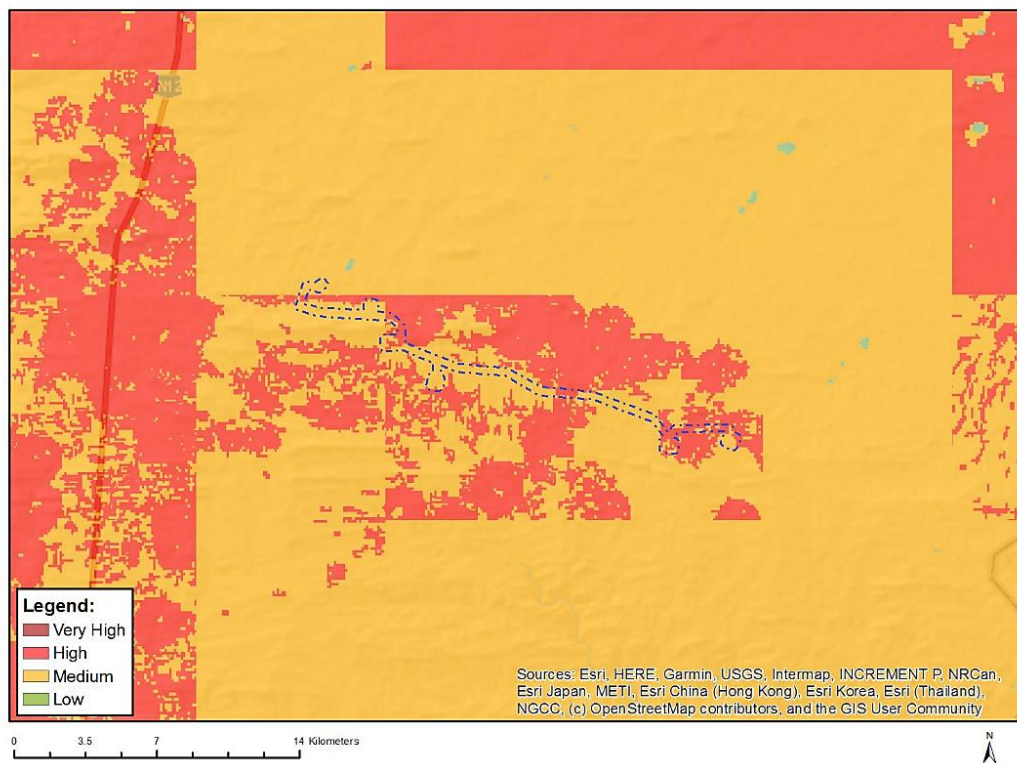 N12
Legend:
Very High
High
Medium
Low
Sources: Esri, HERE, Garmin, USGS, Intermap, INCREMENT P, NRCan,
Esri Japan, METI, Esri China (Hong Kong), Esri Korea, Esri (Thailand),
NGCC, (c) OpenStreetMap contributors, and the GIS User Community
0 3.5 7 14 Kilometers
N